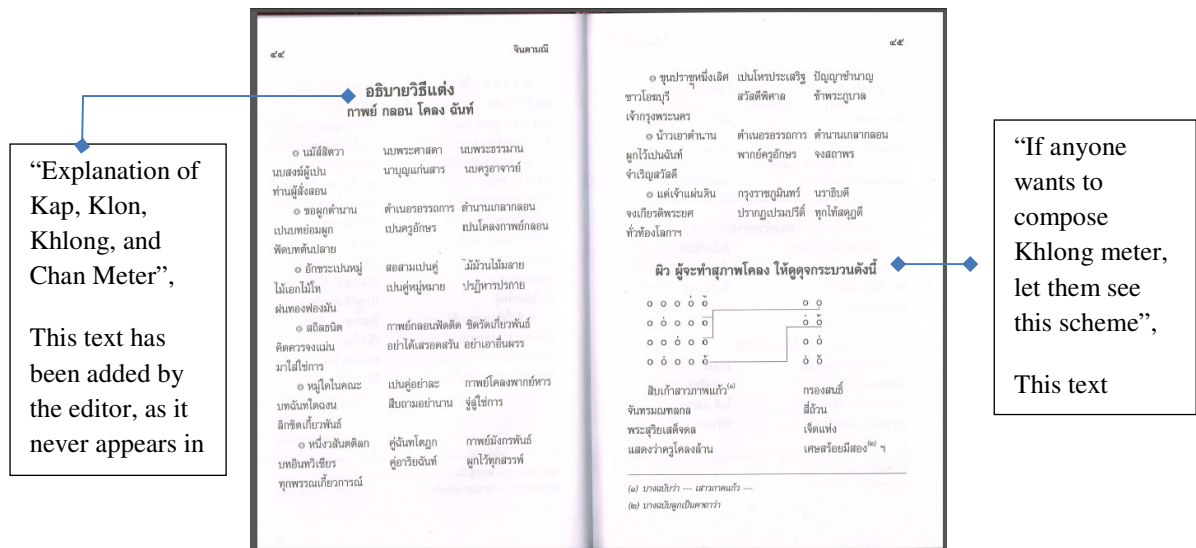 “Explanation of
Kap, Klon,
Khlong, and
Chan Meter”,
This text has
been added by
the editor, as it
never appears in
๔๔ จินดามณี
อธิบายวิธีแต่ง
กาพย์ กลอน โคลง ฉันท์
๏ นมัสสิตวา นบพระศาสดา นบพระธรรมาน
นบสงฆ์ผู้เปน นาบุญแก่นสาร นบครูอาจารย์
ท่านผู้สั่งสอน
๏ ขอผูกตำนาน ตำเนอรอรรถการ ตำนานเกลากลอน
เปนบทย่อมผูก เปนครูอักษร เปนโคลงกาพย์กลอน
ฟัดบทต้นปลาย
๏ อักขระเปนหมู่ สอสามเปนคู่ ไม้ม้วนไม้มลาย
ไม้เอกไม้โท เปนคู่หมู่หมาย ปรฏิหารปรกาย
ฝนทองฟองมัน
๏ สถิลธนิต กาพย์กลอนฟัดติด ชิดรัดเกี่ยวพันธ์
คิดควรจงแม่น อย่าได้เสรอดสรัน อย่าเอาอื่นผรร
มาใส่ใช่การ
๏ หมู่ใดในคณะ เปนคู่อย่าละ กาพย์โคลงพากย์หาร
บทฉันทใดฉงน สืบถามอย่านาน จู่ลู่ใช่การ
ลิกชิดเกี้ยวพันธ์
๏ หนึ่งวสันตติลก คู่ฉันทโตฎก กาพย์มังกรพันธ์
บทอินทวิเชียร คู่อาริยฉันท์ ผูกไว้ทุกสรรพ์
ทุกพรรณเกี้ยวการณ์
๔๕
๏ ขุนปราชฺญหนึ่งเลิศ เปนโหรประเสริฐ ปัญญาชำนาญ
ชาวโอฆบุรี สวัสดีพิศาล ข้าพระภูบาล
เจ้ากรุงพระนคร
๏ น้าวเอาตำนาน ตำเนอรอรรถการ ตำนานเกลากลอน
ผูกไว้เปนฉันท์ พากย์ครูอักษร จงสถาพร
จำเริญสวัสดี
๏ แด่เจ้าแผ่นดิน กรุงราชภูมินทร์ นราธิบดี
จงเกียรติพระยศ ปรากฏเปรมปรีดิ์ ทุกไท้สดุดี
ทั่วท้องโลกาฯ
ผิว ผู้จะทำสุภาพโคลง ให้ดูดุจกระบวนดังนี้
สิบเก้าสาวภาพแก้ว(๑) กรองสนธิ์
จันทรมณฑลกล สี่ถ้วน
พระสุริยเสด็จดล เจ็ดแห่ง
แสดงว่าครูโคลงล้วน เศษสร้อยมีสอง(๒) ฯ
(๑) บางฉบับว่า --- เสาวภาคแก้ว ---
(๒) บางฉบับผูกเป็นคาถาว่า
“If anyone
wants to
compose
Khlong meter,
let them see
this scheme”,
This text